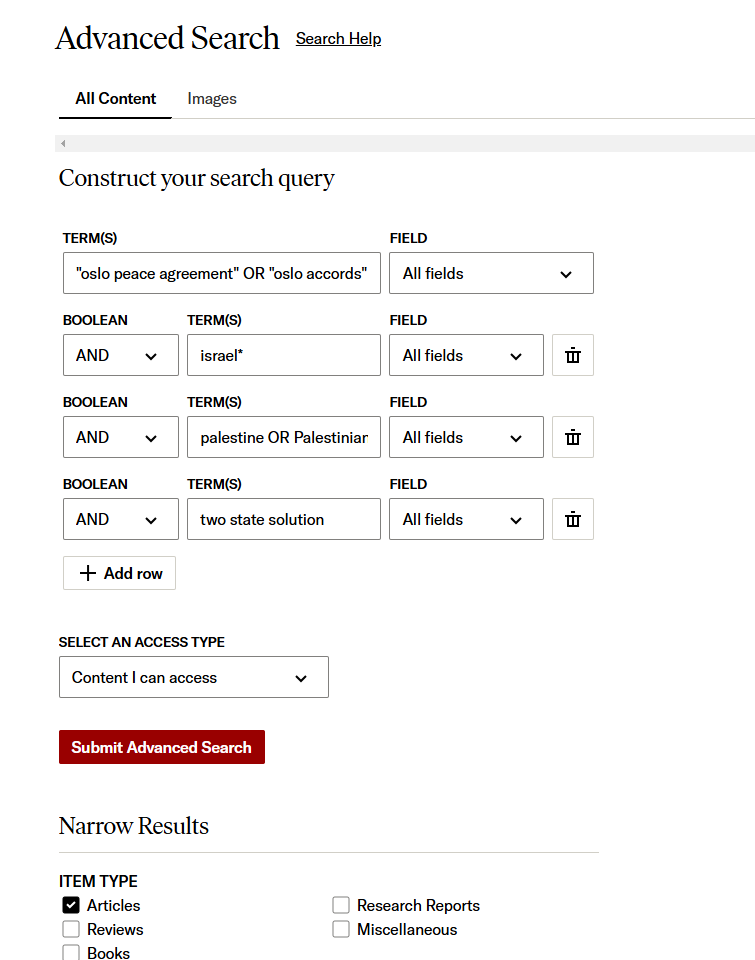 Advanced Search Search Help
All Content Images
Construct your search query
TERM(S) FIELD
"oslo peace agreement" OR "oslo accords" All fields
BOOLEAN TERM(S) FIELD
AND israel* All fields
BOOLEAN TERM(S) FIELD
AND palestine OR Palestinian All fields
BOOLEAN TERM(S) FIELD
AND two state solution All fields
Add row
SELECT AN ACCESS TYPE
Content I can access
Submit Advanced Search
Narrow Results
ITEM TYPE
Articles Research Reports
Reviews Miscellaneous
Books